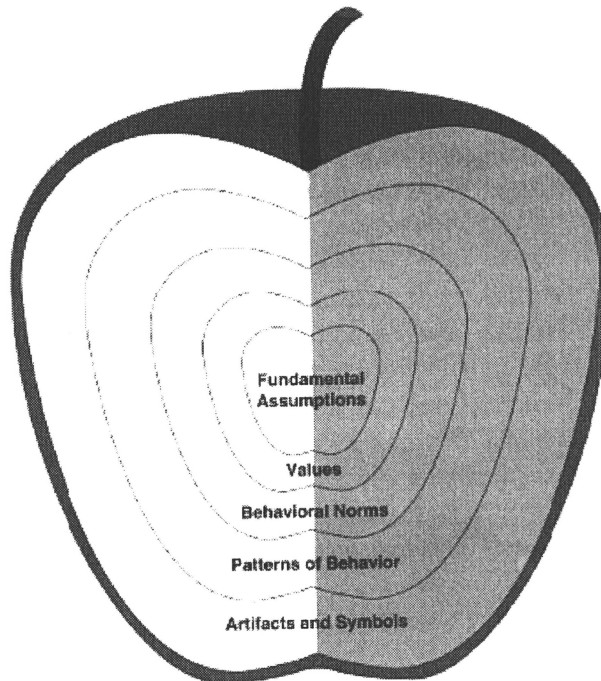 Fundamental
Assumptions
Values
Behavioral Norms
Patterns of Behavior
Artifacts and Symbols